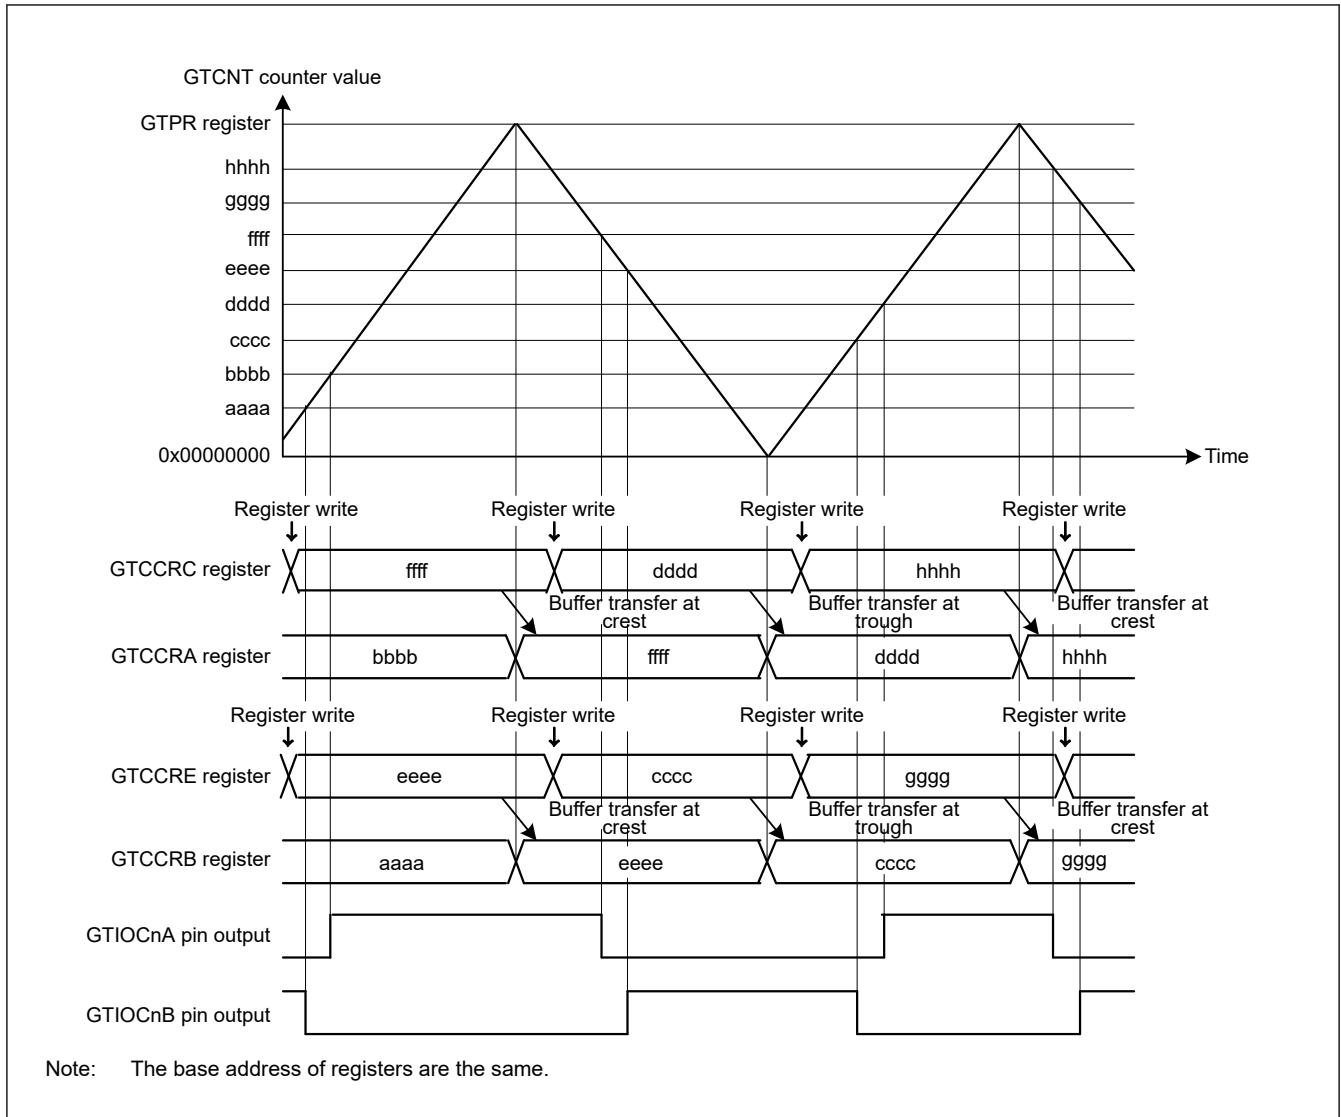 GTCNT counter value
GTPR register
hhhh
gggg
ffff
eeee
dddd
cccc
bbbb
aaaa
0x00000000
Time
Register write Register write Register write Register write
GTCCRC register ffff dddd hhhh
Buffer transfer at crest
Buffer transfer at trough
Buffer transfer at crest
GTCCRA register bbbb ffff dddd hhhh
Register write Register write Register write Register write
GTCCRE register eeee cccc gggg
Buffer transfer at crest
Buffer transfer at trough
Buffer transfer at crest
GTCCRB register aaaa eeee cccc gggg
GTIOCnA pin output
GTIOCnB pin output
Note: The base address of registers are the same.